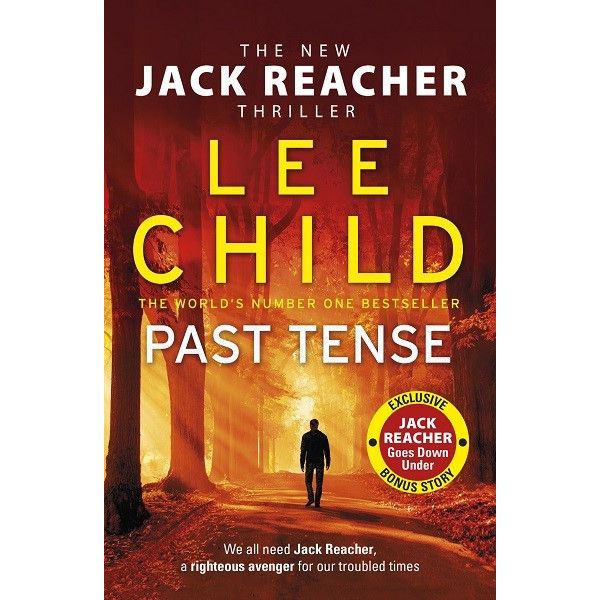 THE NEW
JACK REACHER
THRILLER
LEE
CHILD
THE WORLD'S NUMBER ONE BESTSELLER
PAST TENSE
EXCLUSIVE
JACK
REACHER
Goes Down
Under
BONUS STORY
We all need Jack Reacher,
a righteous avenger for our troubled times